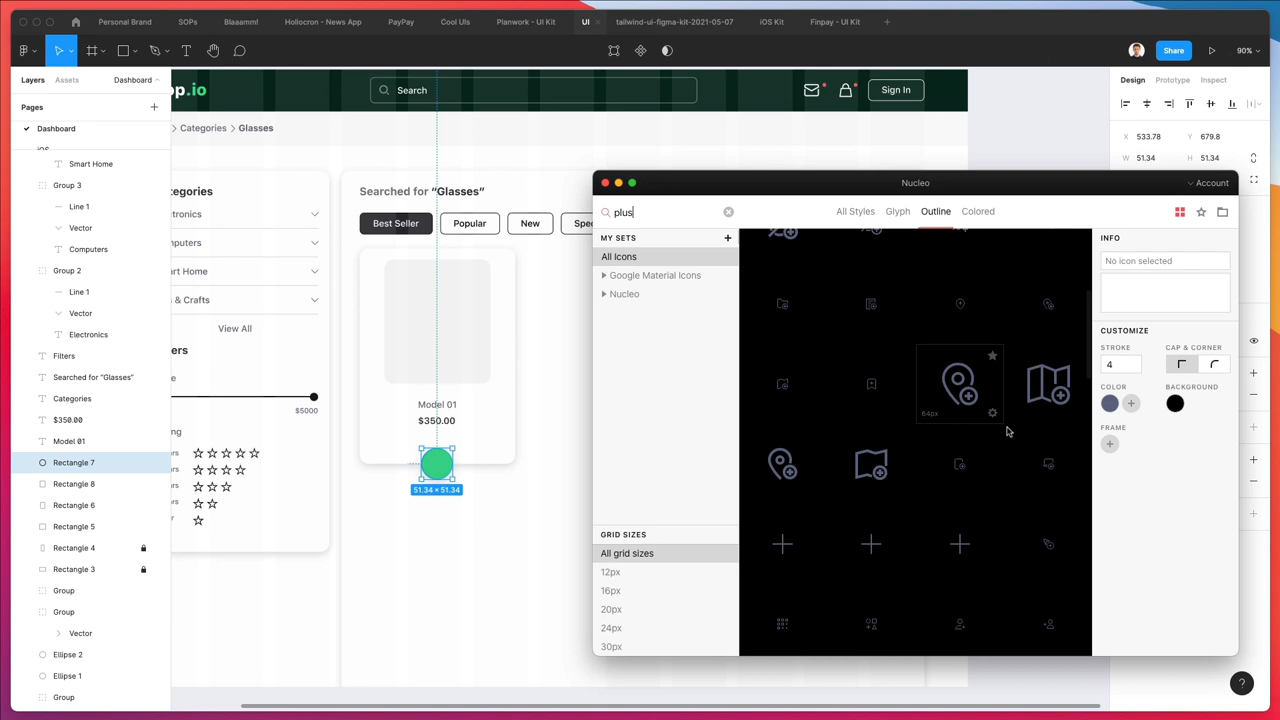 Personal Brand
SOPs
Blaaamm!
Hollocron - News App
PayPay
Cool UIs
Planwork - UI Kit
UI
tailwind-ui-figma-kit-2021-05-07
iOS Kit
Finpay - UI Kit
Share
90%
Layers
Assets
Dashboard
Pages
Dashboard
Smart Home
Group 3
Line 1
Vector
Computers
Group 2
Line 1
Vector
Electronics
Filters
Searched for “Glasses”
Categories
$350.00
Model 01
Rectangle 7
Rectangle 8
Rectangle 6
Rectangle 5
Rectangle 4
Rectangle 3
Group
Group
Vector
Ellipse 2
Ellipse 1
Group
op.io
Search
Sign In
Categories
Glasses
Searched for “Glasses”
Best Seller
Popular
New
View All
$5000
Model 01
$350.00
51.34 × 51.34
Design
Prototype
Inspect
X 533.78
Y 679.8
W 51.34
H 51.34
Nucleo
Account
plus
All Styles
Glyph
Outline
Colored
MY SETS
All Icons
Google Material Icons
Nucleo
GRID SIZES
All grid sizes
12px
16px
20px
24px
30px
64px
INFO
No icon selected
CUSTOMIZE
STROKE
CAP & CORNER
4
COLOR
BACKGROUND
FRAME
?